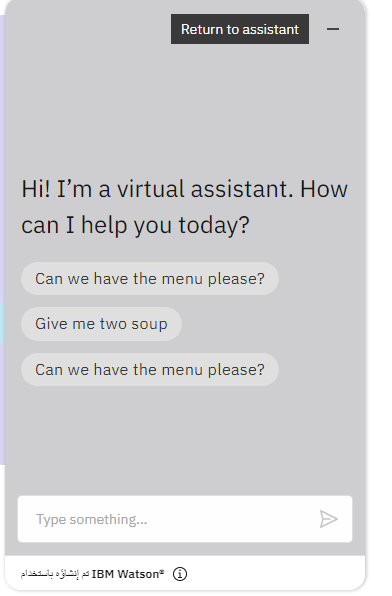 Return to assistant
Hi! I’m a virtual assistant. How
can I help you today?
Can we have the menu please?
Give me two soup
Can we have the menu please?
Type something...
تم إنشاؤه باستخدام IBM Watson®